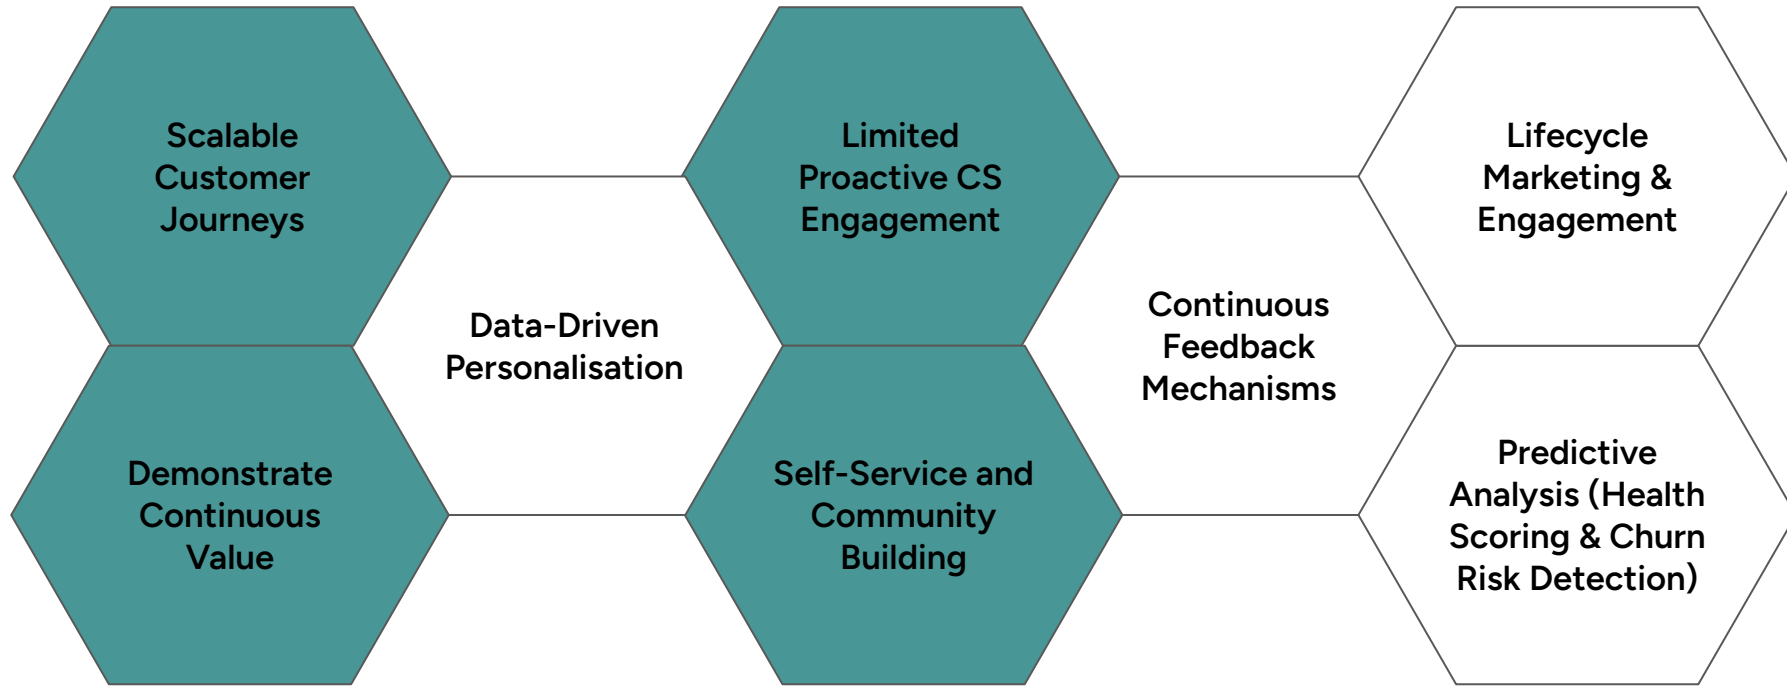 Scalable
Customer
Journeys
Demonstrate
Continuous
Value
Data-Driven
Personalisation
Limited
Proactive CS
Engagement
Self-Service and
Community
Building
Continuous
Feedback
Mechanisms
Lifecycle
Marketing &
Engagement
Predictive
Analysis (Health
Scoring & Churn
Risk Detection)